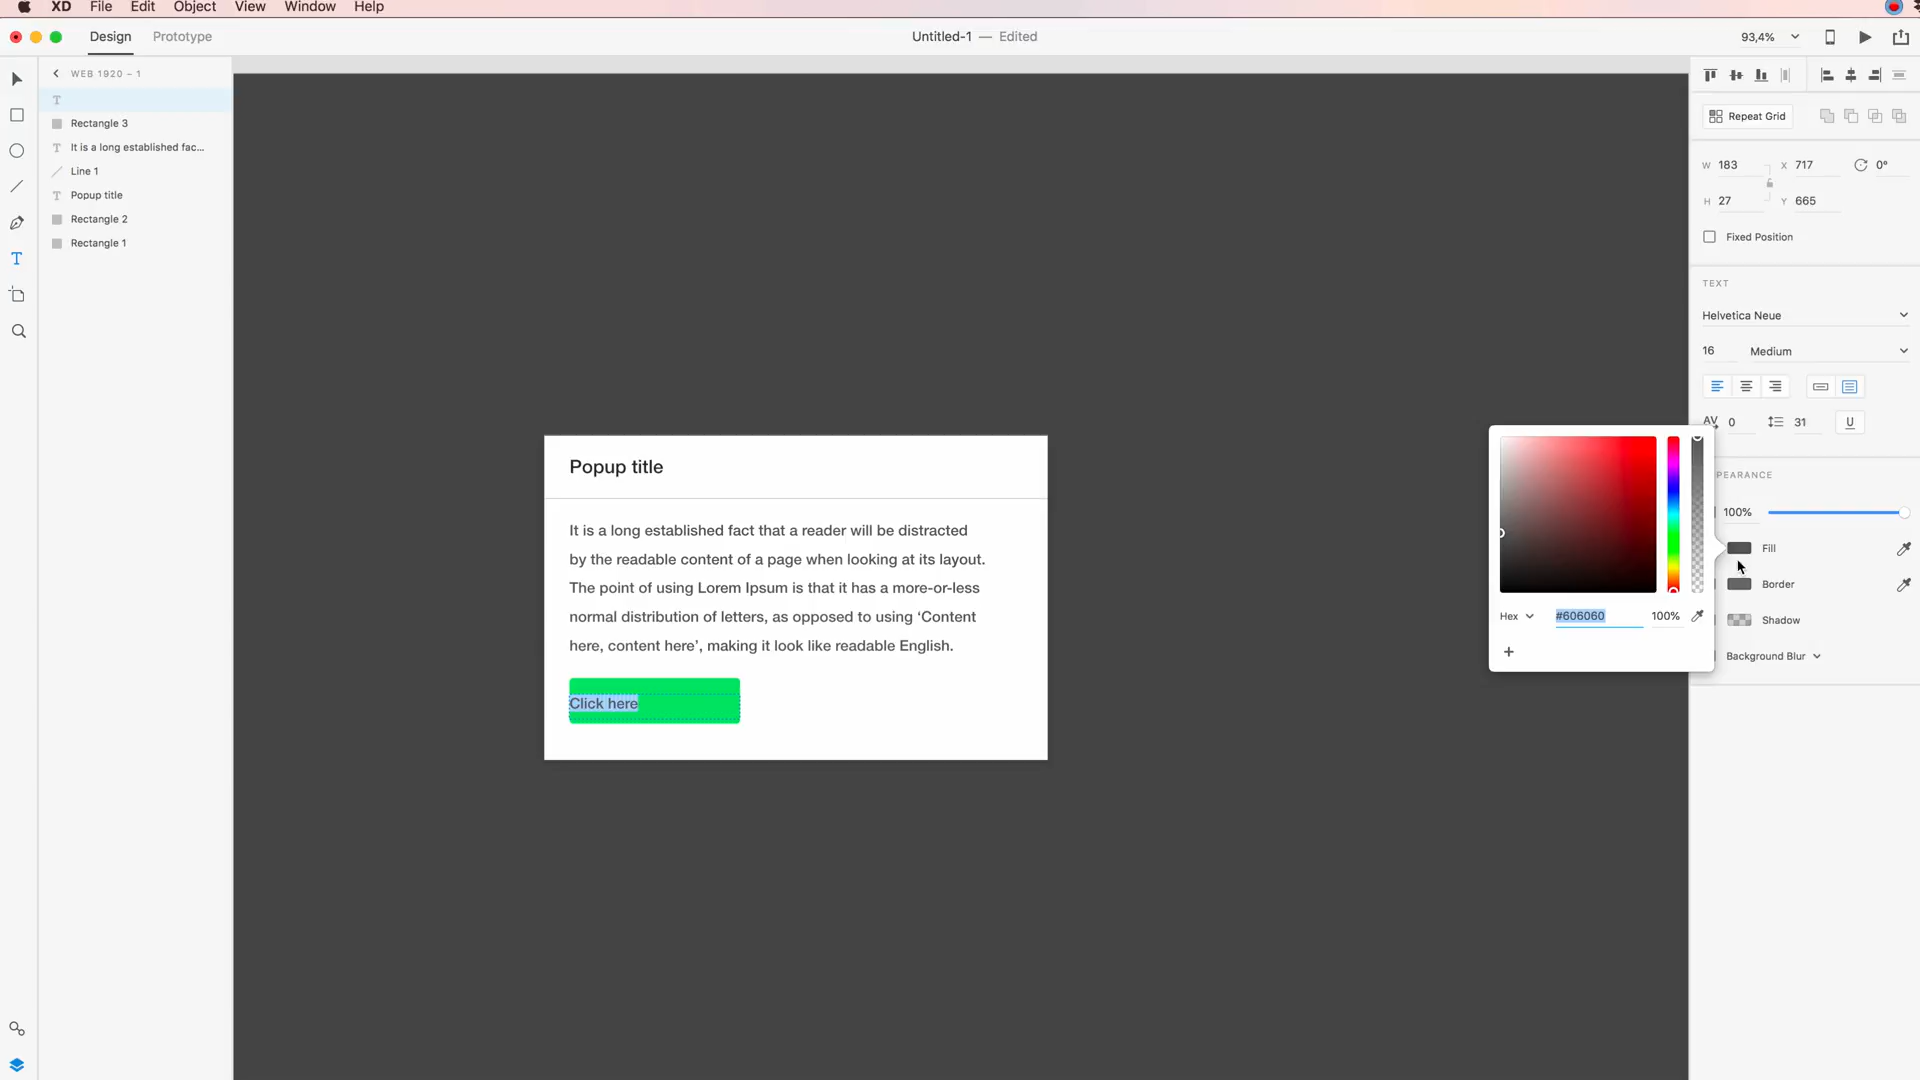 XD File Edit Object View Window Help
Design Prototype
Untitled-1 — Edited
93,4%
WEB 1920 – 1
T
Rectangle 3
It is a long established fac...
Line 1
Popup title
Rectangle 2
Rectangle 1
Popup title
It is a long established fact that a reader will be distracted
by the readable content of a page when looking at its layout.
The point of using Lorem Ipsum is that it has a more-or-less
normal distribution of letters, as opposed to using ‘Content
here, content here’, making it look like readable English.
Click here
Hex #606060 100%
+
Repeat Grid
W 183 X 717 0°
H 27 Y 665
Fixed Position
TEXT
Helvetica Neue
16 Medium
AV 0 31 U
PEARANCE
100%
Fill
Border
Shadow
Background Blur